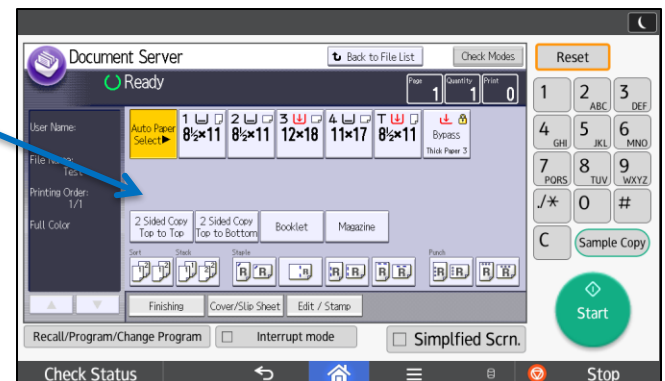 Document Server
Back to File List
Check Modes
Reset
Ready
Page 1
Quantity 1
Print 0
User Name:
File Name:
Test
Printing Order:
1/1
Full Color
Auto Paper
Select▶
1
8½×11
2
8½×11
3
12×18
4
11×17
T
8½×11
Bypass
Thick Paper 3
2 Sided Copy
Top to Top
2 Sided Copy
Top to Bottom
Booklet
Magazine
Sort
Stack
Staple
Punch
Finishing
Cover/Slip Sheet
Edit / Stamp
Recall/Program/Change Program
Interrupt mode
Simplfied Scrn.
Check Status
Stop
1
2 ABC
3 DEF
4 GHI
5 JKL
6 MNO
7 PQRS
8 TUV
9 WXYZ
./*
0
#
C
Sample Copy
Start